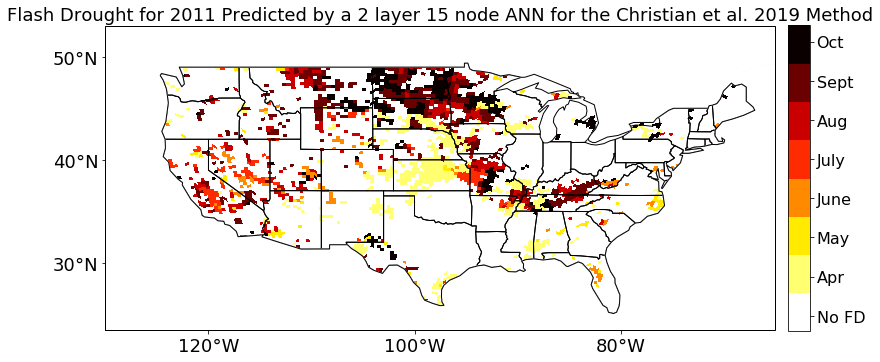 Flash Drought for 2011 Predicted by a 2 layer 15 node ANN for the Christian et al. 2019 Method
50°N
40°N
30°N
120°W
100°W
80°W
Oct
Sept
Aug
July
June
May
Apr
No FD